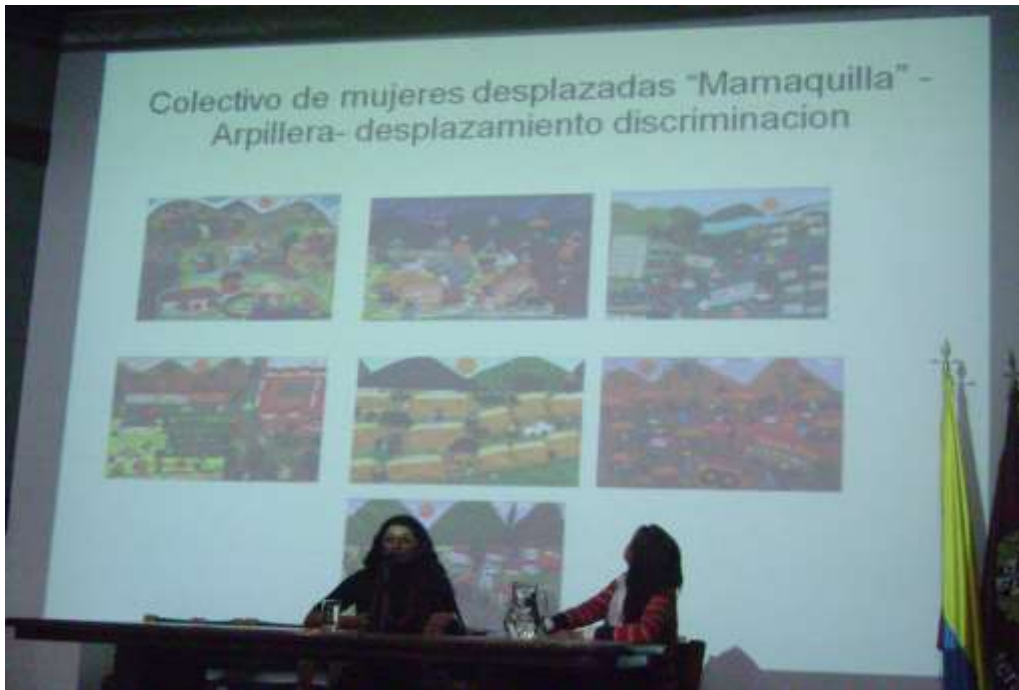 Colectivo de mujeres desplazadas “Mamaquilla” -
Arpillera- desplazamiento discriminacion